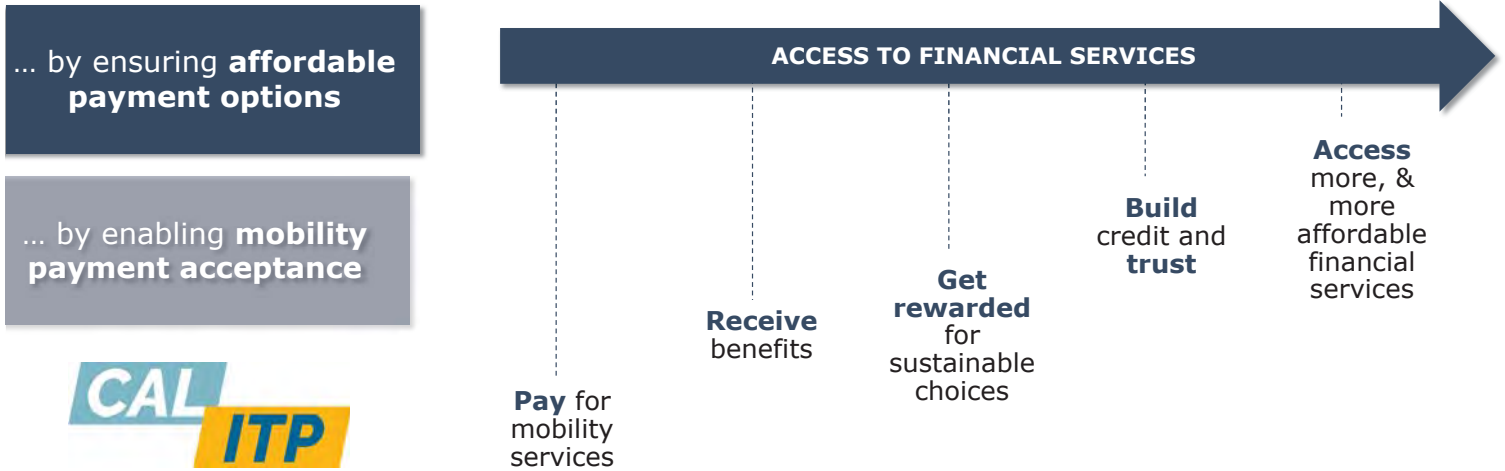 … by ensuring affordable
payment options
… by enabling mobility
payment acceptance
CAL
ITP
ACCESS TO FINANCIAL SERVICES
Pay for
mobility
services
Receive
benefits
Get
rewarded
for
sustainable
choices
Build
credit and
trust
Access
more, &
more
affordable
financial
services